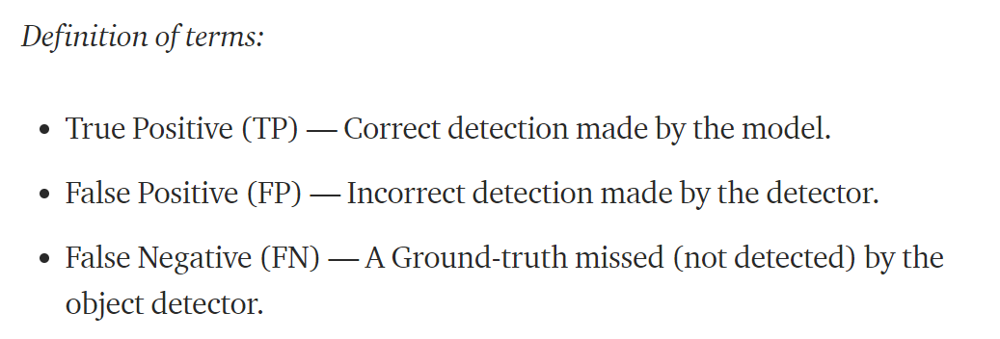 Definition of terms:
• True Positive (TP) — Correct detection made by the model.
• False Positive (FP) — Incorrect detection made by the detector.
• False Negative (FN) — A Ground-truth missed (not detected) by the
object detector.